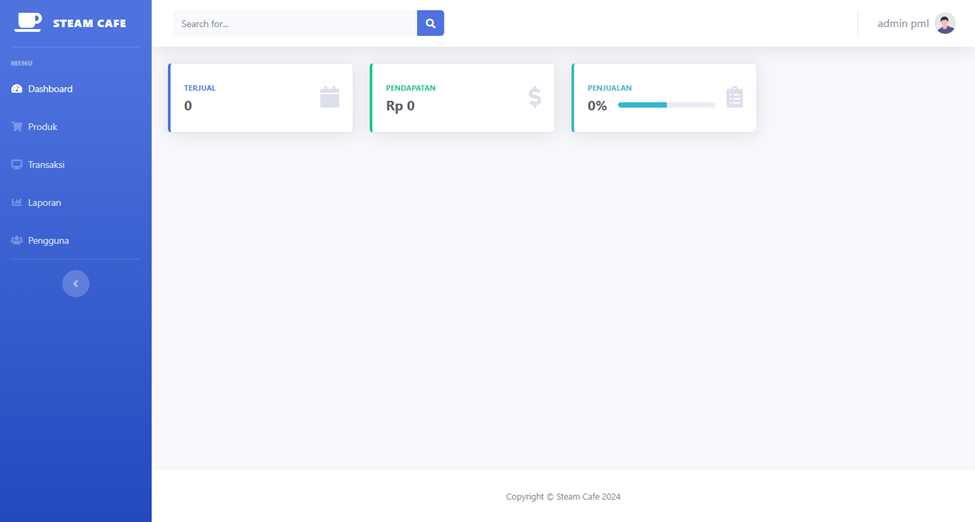 STEAM CAFE
Search for...
admin pml
MENU
Dashboard
Produk
Transaksi
Laporan
Pengguna
TERJUAL
0
PENDAPATAN
Rp 0
PENJUALAN
0%
Copyright © Steam Cafe 2024